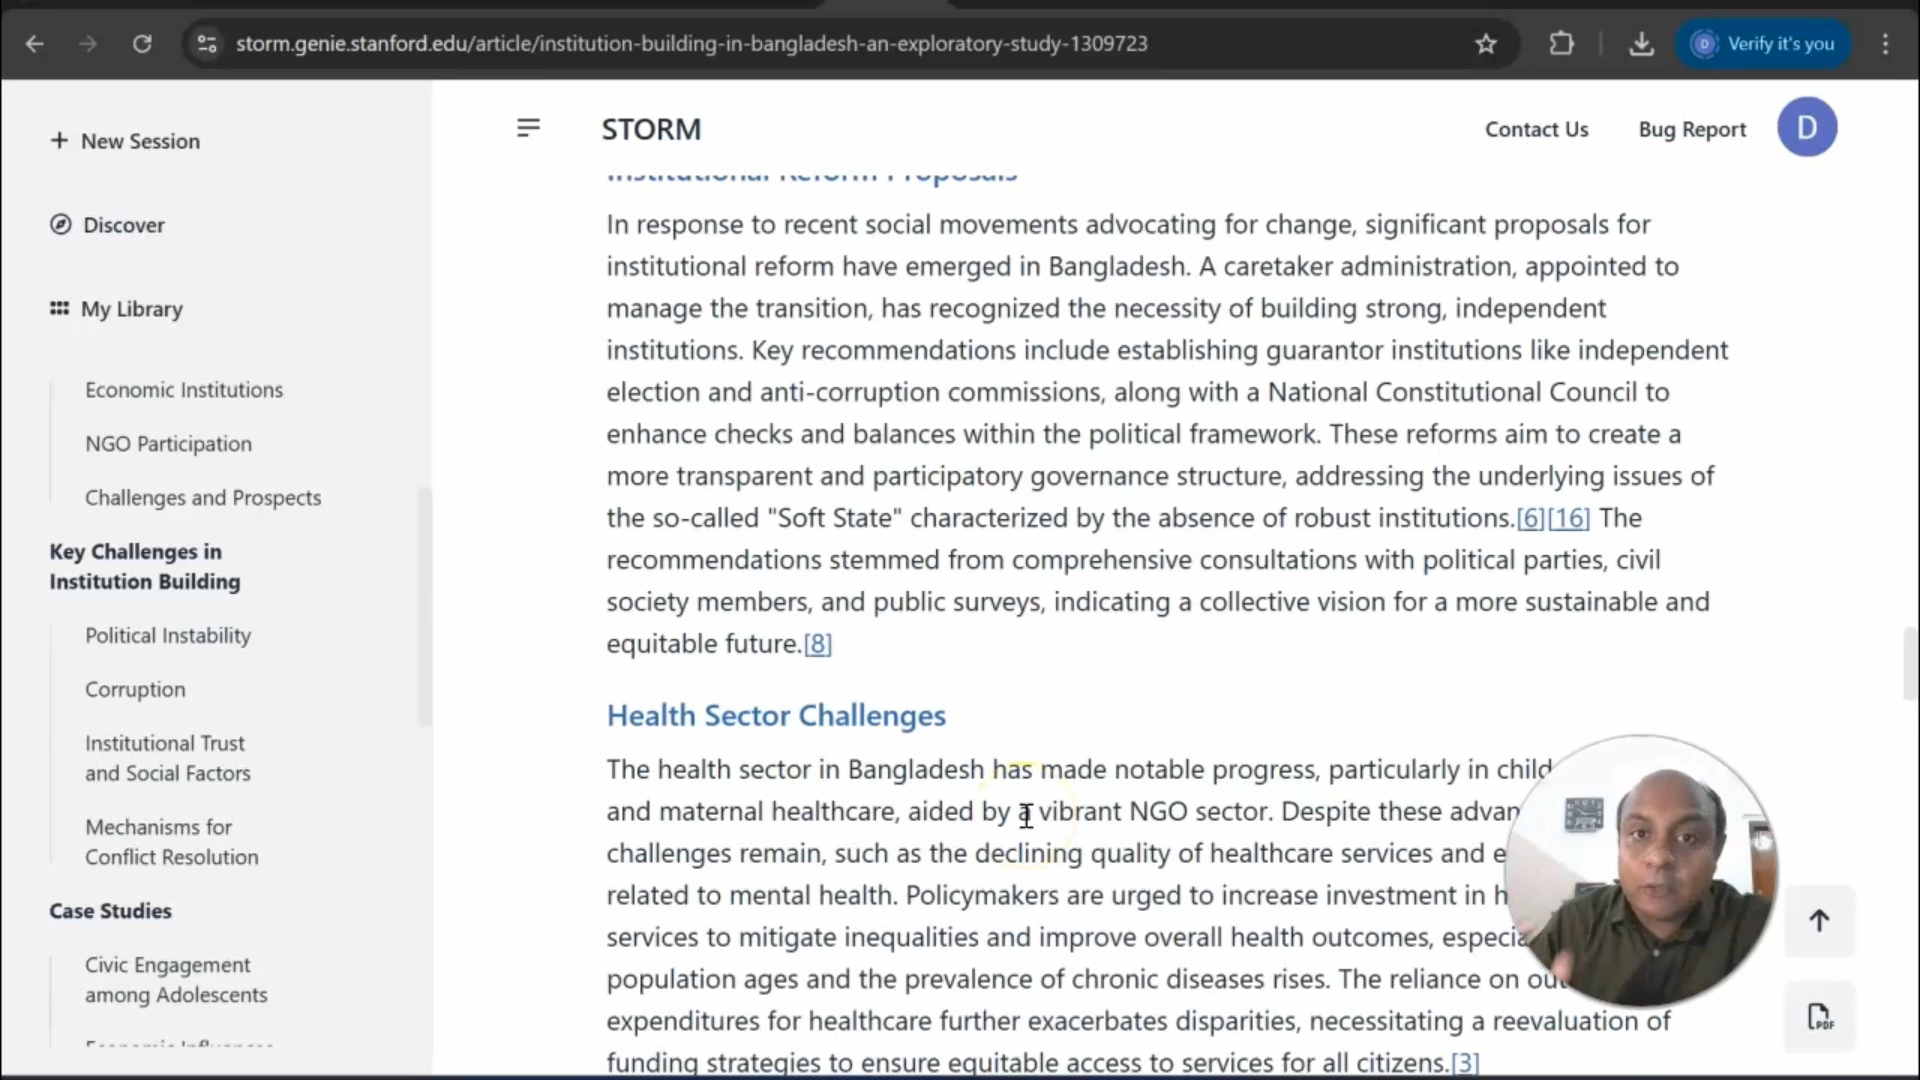 storm.genie.stanford.edu/article/institution-building-in-bangladesh-an-exploratory-study-1309723
Verify it's you
New Session
Discover
My Library
Economic Institutions
NGO Participation
Challenges and Prospects
Key Challenges in
Institution Building
Political Instability
Corruption
Institutional Trust
and Social Factors
Mechanisms for
Conflict Resolution
Case Studies
Civic Engagement
among Adolescents
Economic Influences
STORM
Contact Us
Bug Report
D
Institutional Reform Proposals
In response to recent social movements advocating for change, significant proposals for
institutional reform have emerged in Bangladesh. A caretaker administration, appointed to
manage the transition, has recognized the necessity of building strong, independent
institutions. Key recommendations include establishing guarantor institutions like independent
election and anti-corruption commissions, along with a National Constitutional Council to
enhance checks and balances within the political framework. These reforms aim to create a
more transparent and participatory governance structure, addressing the underlying issues of
the so-called "Soft State" characterized by the absence of robust institutions.[6][16] The
recommendations stemmed from comprehensive consultations with political parties, civil
society members, and public surveys, indicating a collective vision for a more sustainable and
equitable future.[8]
Health Sector Challenges
The health sector in Bangladesh has made notable progress, particularly in child
and maternal healthcare, aided by a vibrant NGO sector. Despite these advan
challenges remain, such as the declining quality of healthcare services and e
related to mental health. Policymakers are urged to increase investment in h
services to mitigate inequalities and improve overall health outcomes, especia
population ages and the prevalence of chronic diseases rises. The reliance on ou
expenditures for healthcare further exacerbates disparities, necessitating a reevaluation of
funding strategies to ensure equitable access to services for all citizens.[3]
PDF